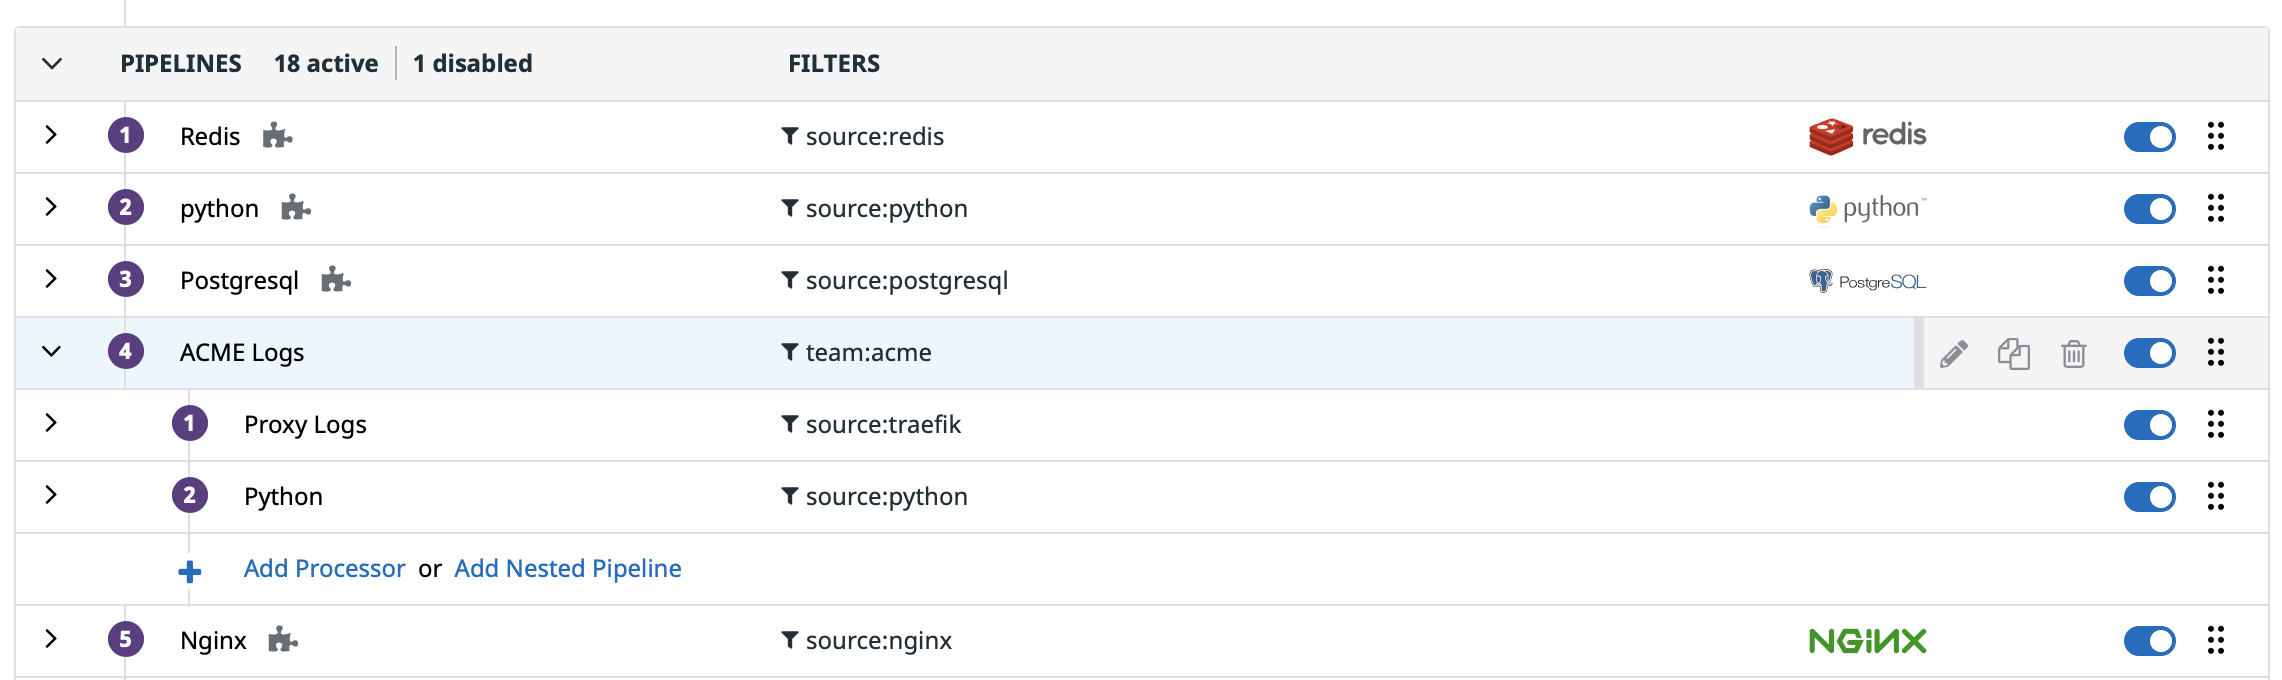 PIPELINES 18 active 1 disabled FILTERS
1 Redis source:redis redis
2 python source:python python™
3 Postgresql source:postgresql PostgreSQL
4 ACME Logs team:acme
1 Proxy Logs source:traefik
2 Python source:python
Add Processor or Add Nested Pipeline
5 Nginx source:nginx NGINX